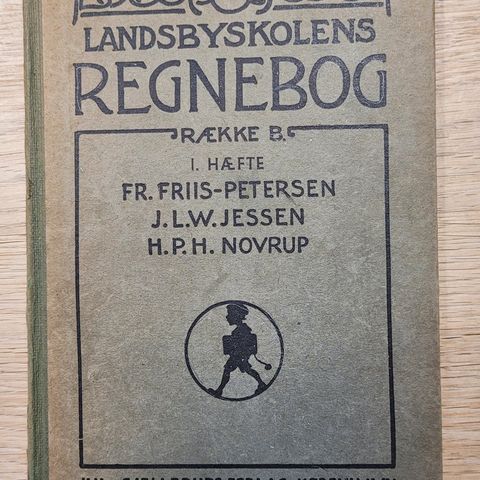 LANDSBYSKOLENS
REGNEBOG
RÆKKE B.
I. HÆFTE
FR. FRIIS-PETERSEN
J.L.W. JESSEN
H.P.H. NOVRUP